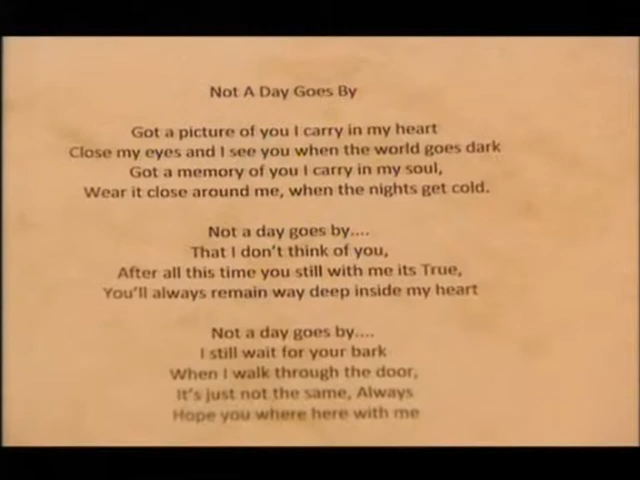 Not A Day Goes By
Got a picture of you I carry in my heart
Close my eyes and I see you when the world goes dark
Got a memory of you I carry in my soul,
Wear it close around me, when the nights get cold.
Not a day goes by....
That I don't think of you,
After all this time you still with me its True,
You'll always remain way deep inside my heart
Not a day goes by....
I still wait for your bark
When I walk through the door,
It's just not the same, Always
Hope you where here with me